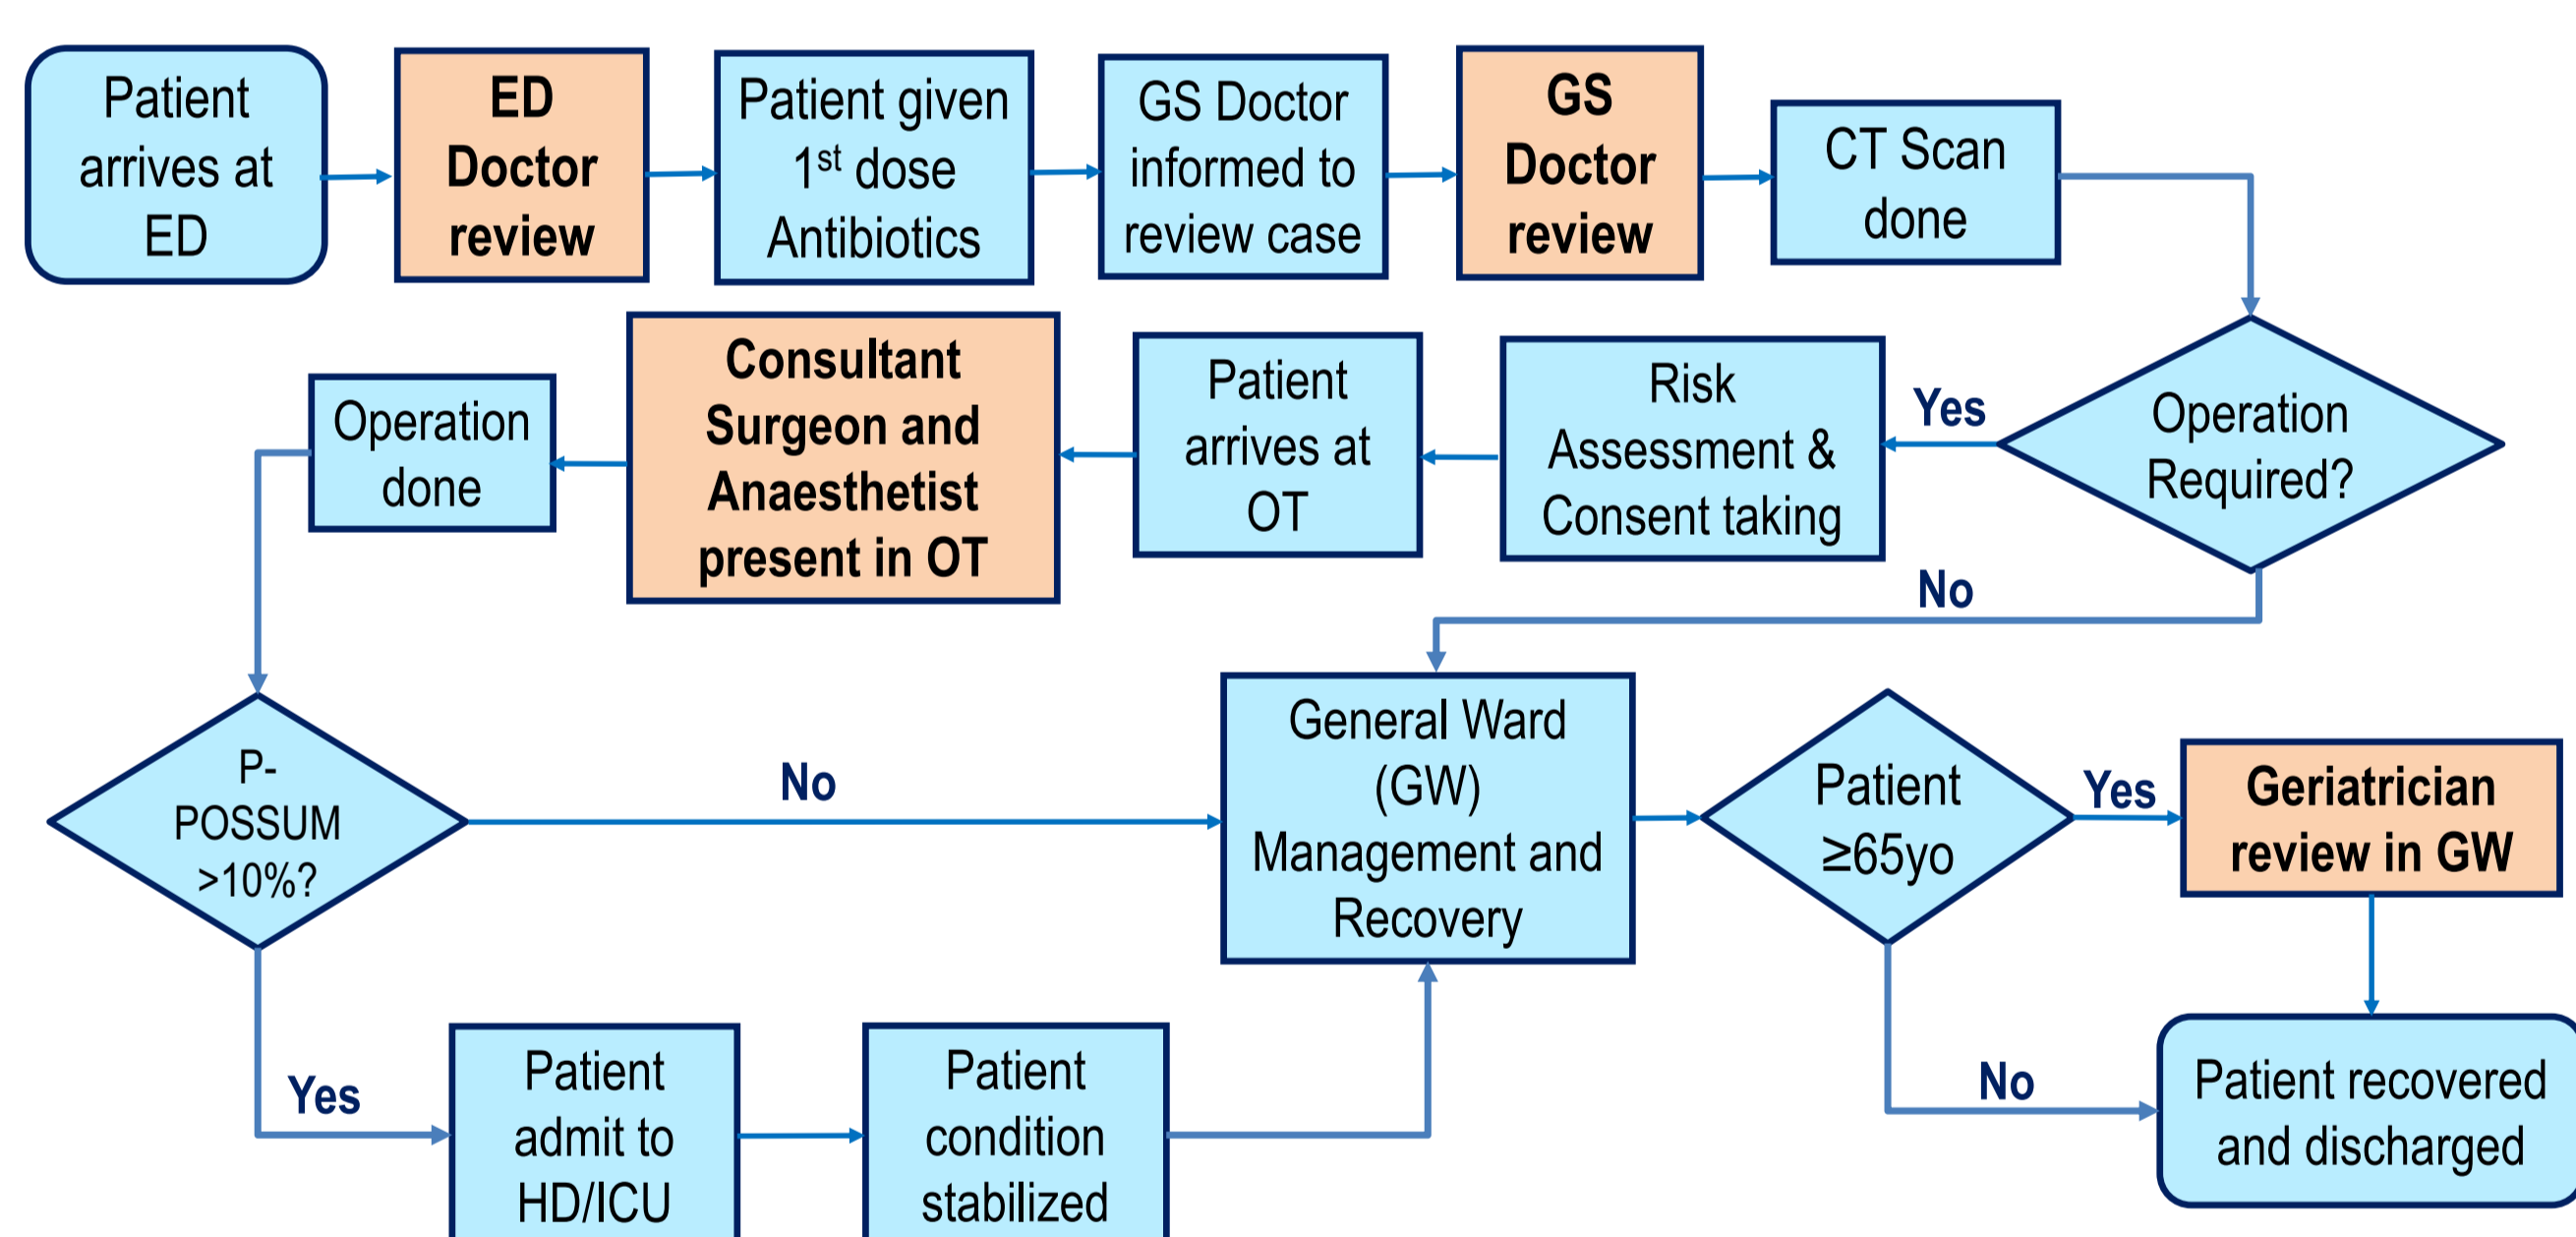 Patient
arrives at
ED
ED
Doctor
review
Patient given
1st dose
Antibiotics
GS Doctor
informed to
review case
GS
Doctor
review
CT Scan
done
Operation
Required?
Yes
No
Risk
Assessment &
Consent taking
Patient
arrives at
OT
Consultant
Surgeon and
Anaesthetist
present in OT
Operation
done
P-
POSSUM
>10%?
No
Yes
Patient
admit to
HD/ICU
Patient
condition
stabilized
General Ward
(GW)
Management and
Recovery
Patient
≥65yo
Yes
No
Geriatrician
review in GW
Patient recovered
and discharged